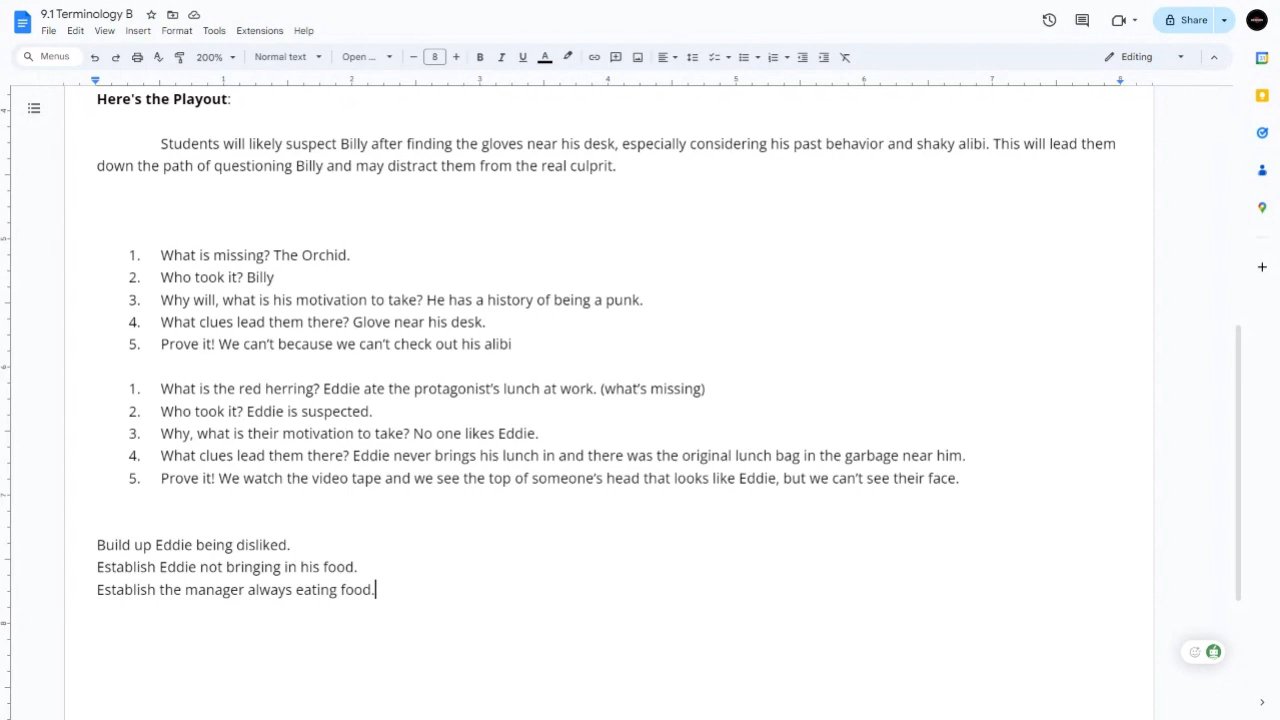 9.1 Terminology B
File Edit View Insert Format Tools Extensions Help
Share
Menus 200% Normal text Open ... 8 B I U A Editing
1 2 3 4 5 6 7 8
Here's the Playout:
Students will likely suspect Billy after finding the gloves near his desk, especially considering his past behavior and shaky alibi. This will lead them
down the path of questioning Billy and may distract them from the real culprit.
1. What is missing? The Orchid.
2. Who took it? Billy
3. Why will, what is his motivation to take? He has a history of being a punk.
4. What clues lead them there? Glove near his desk.
5. Prove it! We can't because we can't check out his alibi
1. What is the red herring? Eddie ate the protagonist's lunch at work. (what's missing)
2. Who took it? Eddie is suspected.
3. Why, what is their motivation to take? No one likes Eddie.
4. What clues lead them there? Eddie never brings his lunch in and there was the original lunch bag in the garbage near him.
5. Prove it! We watch the video tape and we see the top of someone's head that looks like Eddie, but we can't see their face.
Build up Eddie being disliked.
Establish Eddie not bringing in his food.
Establish the manager always eating food.